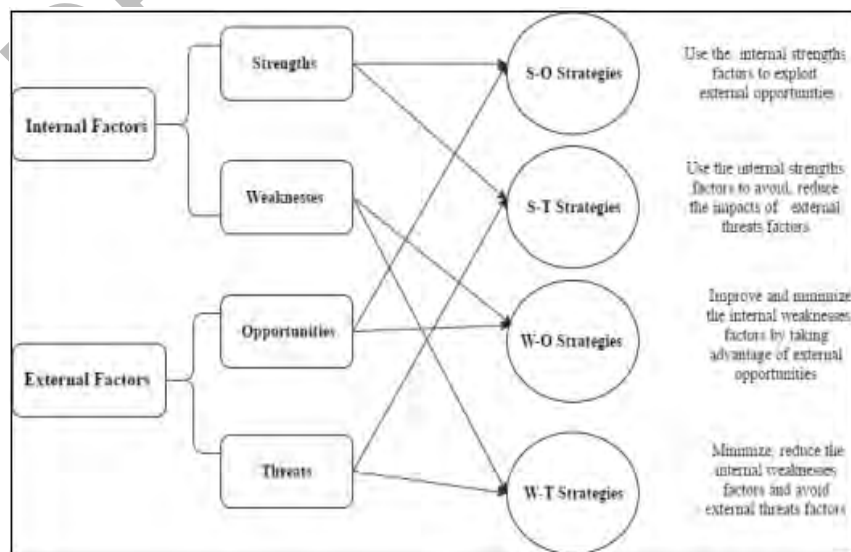 Internal Factors
External Factors
Strengths
Weaknesses
Opportunities
Threats
S-O Strategies
S-T Strategies
W-O Strategies
W-T Strategies
Use the internal strengths
factors to exploit
external opportunities
Use the internal strengths
factors to avoid, reduce
the impacts of external
threats factors
Improve and minimize
the internal weaknesses
factors by taking
advantage of external
opportunities
Minimize, reduce the
internal weaknesses
factors and avoid
external threats factors